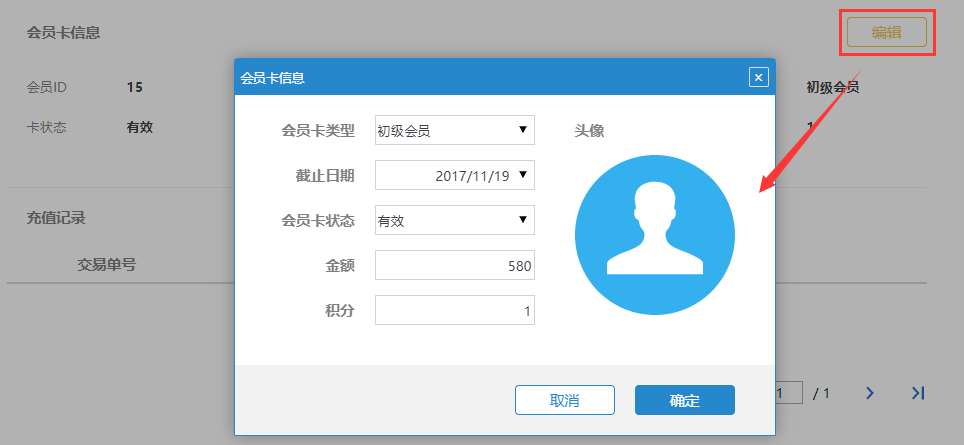 会员卡信息
编辑
会员ID 15
初级会员
卡状态 有效
充值记录
交易单号
会员卡信息
会员卡类型 初级会员
头像
截止日期 2017/11/19
会员卡状态 有效
金额 580
积分 1
取消 确定
1 / 1